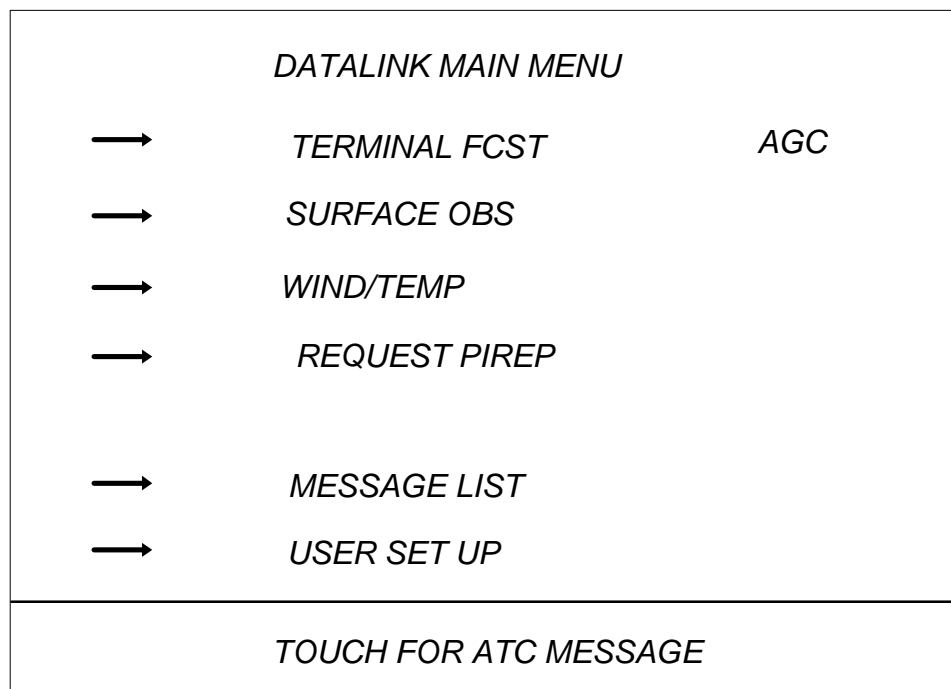 DATALINK MAIN MENU
TERMINAL FCST AGC
SURFACE OBS
WIND/TEMP
REQUEST PIREP
MESSAGE LIST
USER SET UP
TOUCH FOR ATC MESSAGE